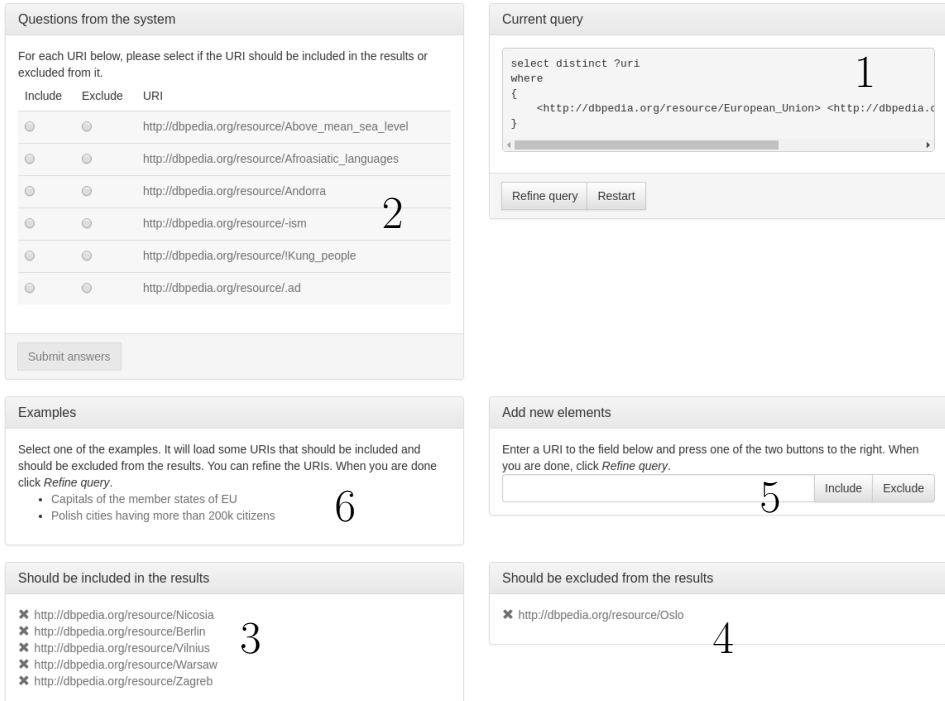 Questions from the system
For each URI below, please select if the URI should be included in the results or
excluded from it.
Include Exclude URI
http://dbpedia.org/resource/Above_mean_sea_level
http://dbpedia.org/resource/Afroasiatic_languages
http://dbpedia.org/resource/Andorra
2
http://dbpedia.org/resource/-ism
http://dbpedia.org/resource/!Kung_people
http://dbpedia.org/resource/.ad
Submit answers
Current query
select distinct ?uri
1
where
{
<http://dbpedia.org/resource/European_Union> <http://dbpedia.c
}
Refine query Restart
Examples
Select one of the examples. It will load some URIs that should be included and
should be excluded from the results. You can refine the URIs. When you are done
click Refine query.
• Capitals of the member states of EU
6
• Polish cities having more than 200k citizens
Add new elements
Enter a URI to the field below and press one of the two buttons to the right. When
you are done, click Refine query.
5 Include Exclude
Should be included in the results
✖ http://dbpedia.org/resource/Nicosia
✖ http://dbpedia.org/resource/Berlin
3
✖ http://dbpedia.org/resource/Vilnius
✖ http://dbpedia.org/resource/Warsaw
✖ http://dbpedia.org/resource/Zagreb
Should be excluded from the results
✖ http://dbpedia.org/resource/Oslo
4